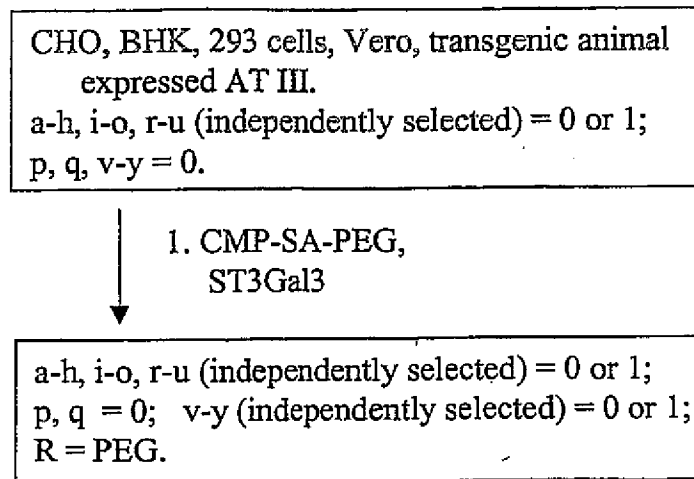 CHO, BHK, 293 cells, Vero, transgenic animal
expressed AT III.
a-h, i-o, r-u (independently selected) = 0 or 1;
p, q, v-y = 0.
1. CMP-SA-PEG,
ST3Gal3
a-h, i-o, r-u (independently selected) = 0 or 1;
p, q = 0; v-y (independently selected) = 0 or 1;
R = PEG.